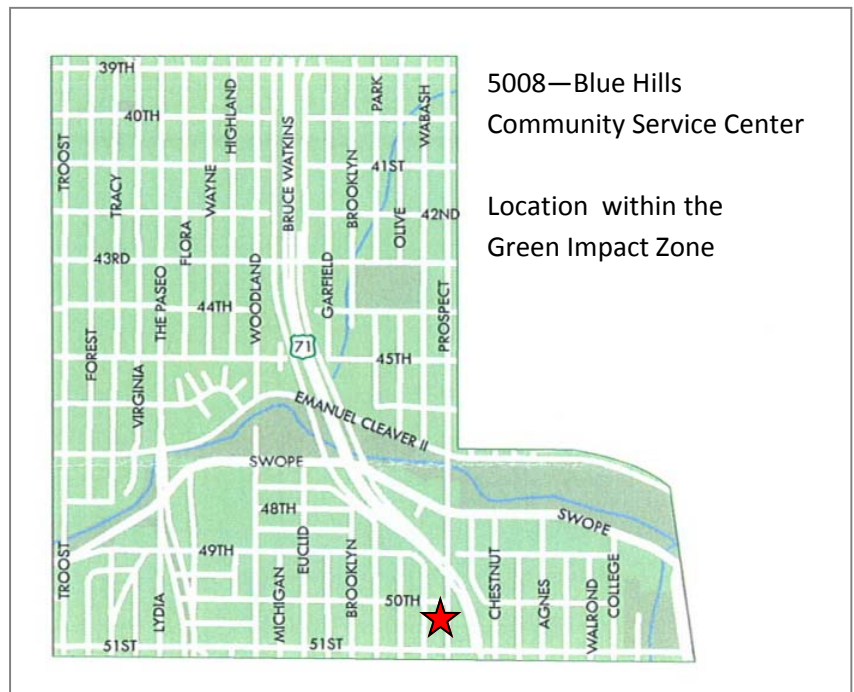 5008—Blue Hills
Community Service Center
Location within the
Green Impact Zone
39TH
40TH
HIGHLAND
PARK
WABASH
TROOST
BRUCE WATKINS
41ST
TRACY
WAYNE
BROOKLYN
OLIVE
42ND
FLORA
43RD
THE PASEO
44TH
WOODLAND
GARFIELD
PROSPECT
71
FOREST
45TH
VIRGINIA
EMANUEL CLEAVER II
SWOPE
48TH
SWOPE
TROOST
49TH
EUCLID
LYDIA
MICHIGAN
BROOKLYN
50TH
CHESTNUT
AGNES
WALROND
COLLEGE
51ST
51ST